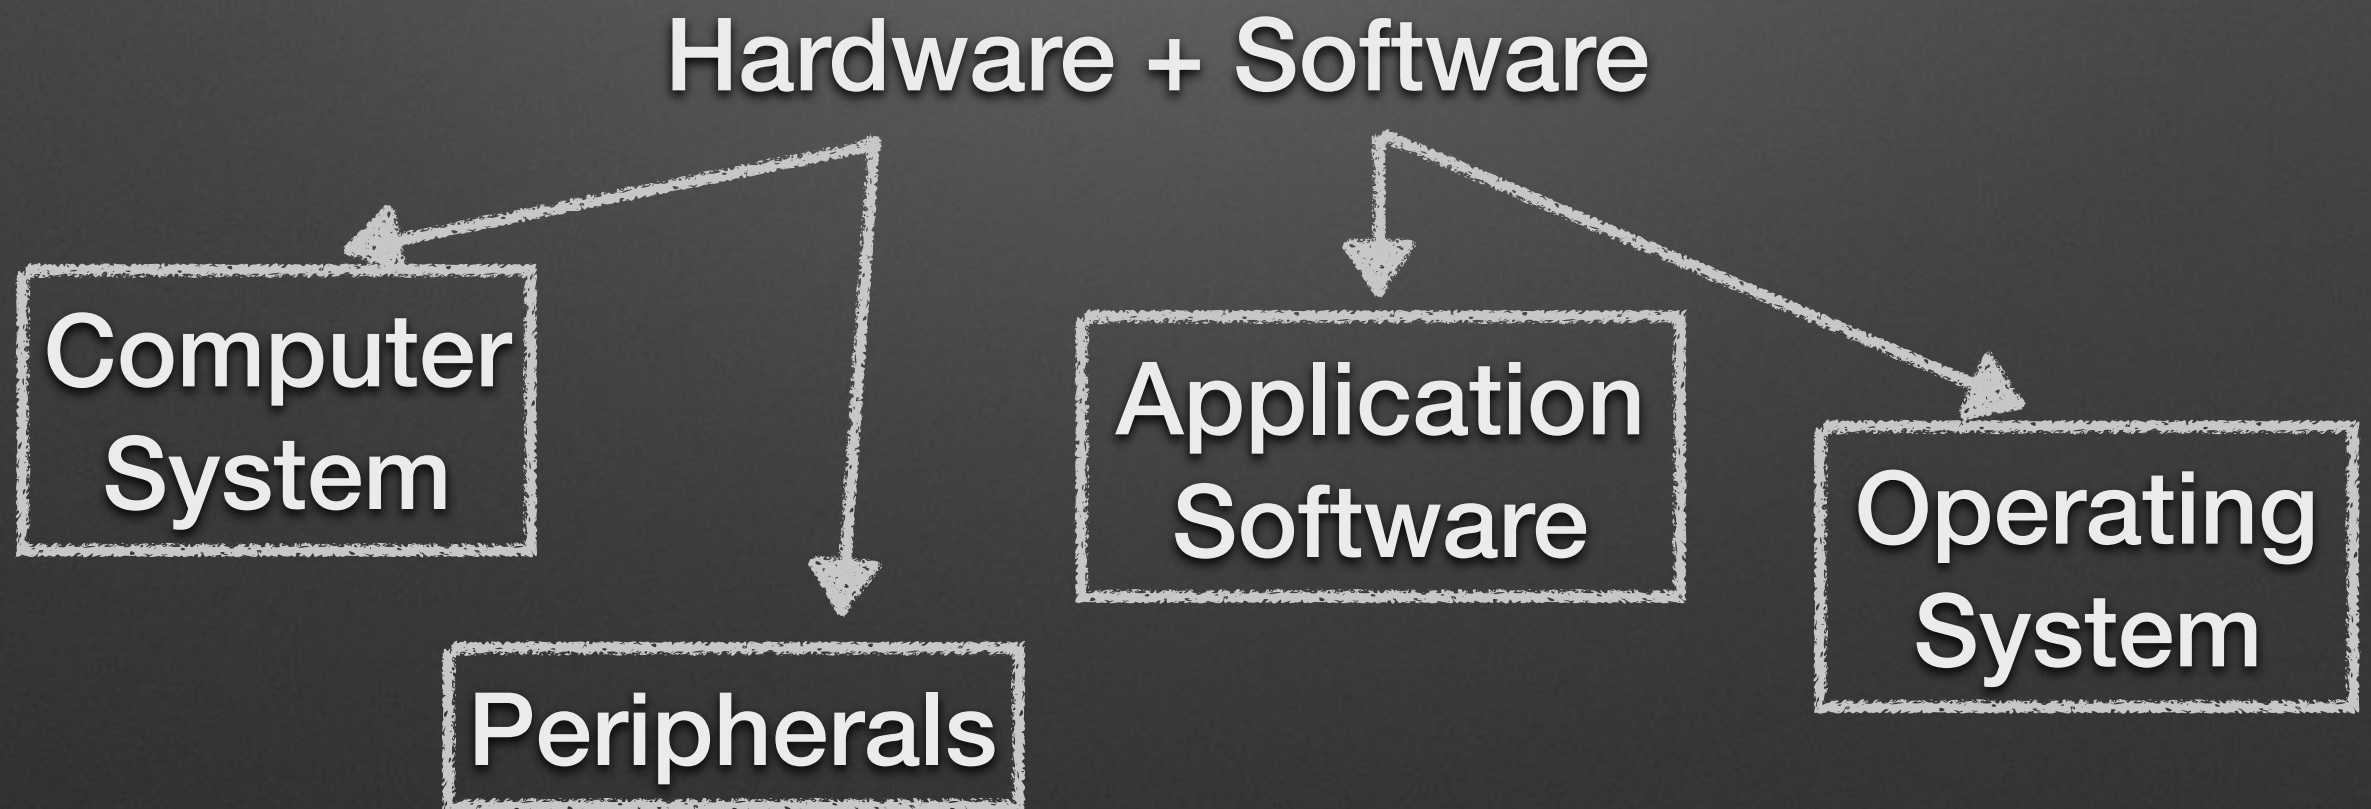 Hardware + Software
Computer
System
Application
Software
Operating
System
Peripherals